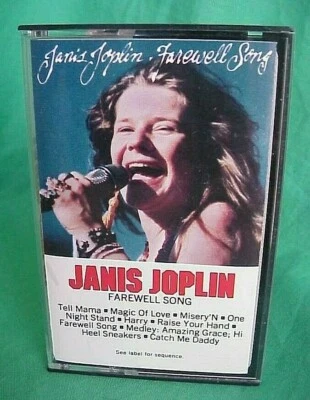 Janis Joplin · Farewell Song
JANIS JOPLIN
FAREWELL SONG
Tell Mama ■ Magic Of Love ■ Misery'N ■ One
Night Stand ■ Harry ■ Raise Your Hand ■
Farewell Song ■ Medley: Amazing Grace; Hi
Heel Sneakers ■ Catch Me Daddy
See label for sequence.